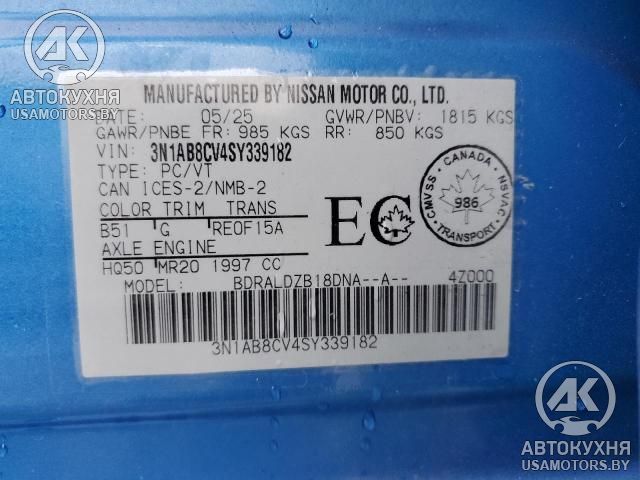 AK
АВТОКУХНЯ
USAMOTORS.BY
MANUFACTURED BY NISSAN MOTOR CO., LTD.
DATE: 05/25 GVWR/PNBV: 1815 KGS
GAWR/PNBE FR: 985 KGS RR: 850 KGS
VIN: 3N1AB8CV4SY339182
TYPE: PC/VT
CAN ICES-2/NMB-2
COLOR TRIM TRANS
B51 G RE0F15A
AXLE ENGINE
HQ50 MR20 1997 CC
MODEL: BDRALDZB18DNA--A-- 4Z000
3N1AB8CV4SY339182
EC
CANADA
CMVSS
986
NSVAC
TRANSPORT
AK
АВТОКУХНЯ
USAMOTORS.BY